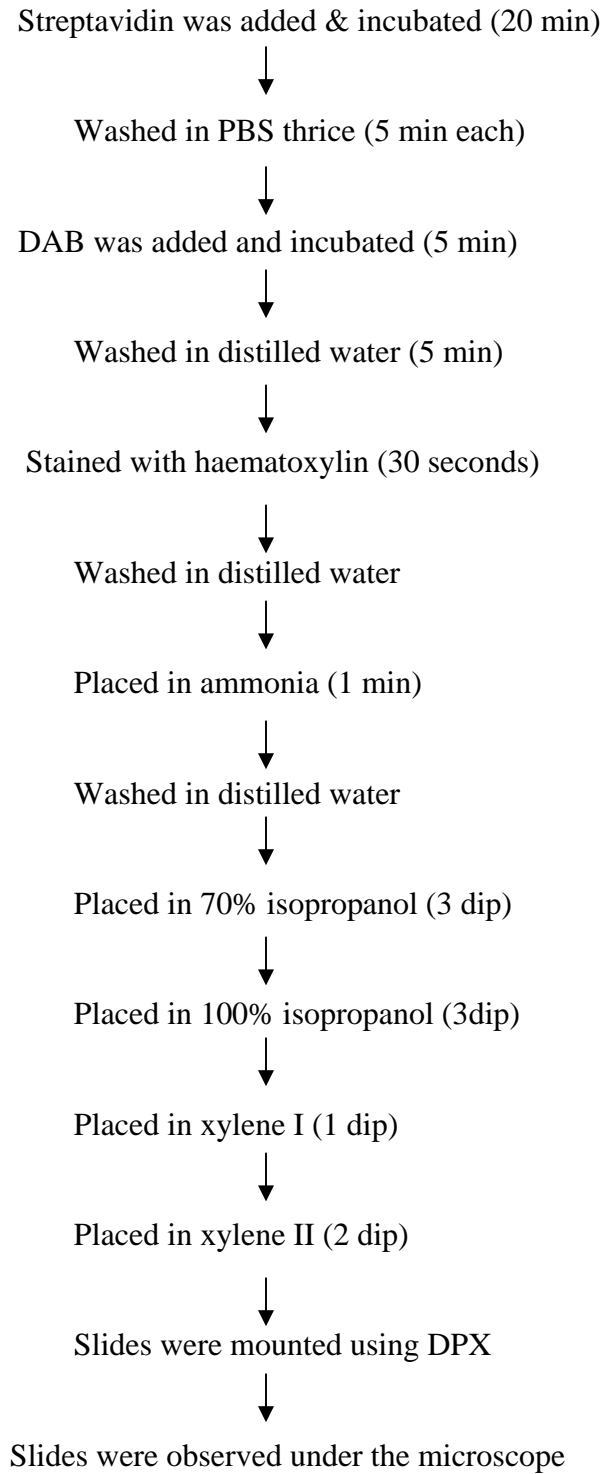 Streptavidin was added & incubated (20 min)
Washed in PBS thrice (5 min each)
DAB was added and incubated (5 min)
Washed in distilled water (5 min)
Stained with haematoxylin (30 seconds)
Washed in distilled water
Placed in ammonia (1 min)
Washed in distilled water
Placed in 70% isopropanol (3 dip)
Placed in 100% isopropanol (3dip)
Placed in xylene I (1 dip)
Placed in xylene II (2 dip)
Slides were mounted using DPX
Slides were observed under the microscope